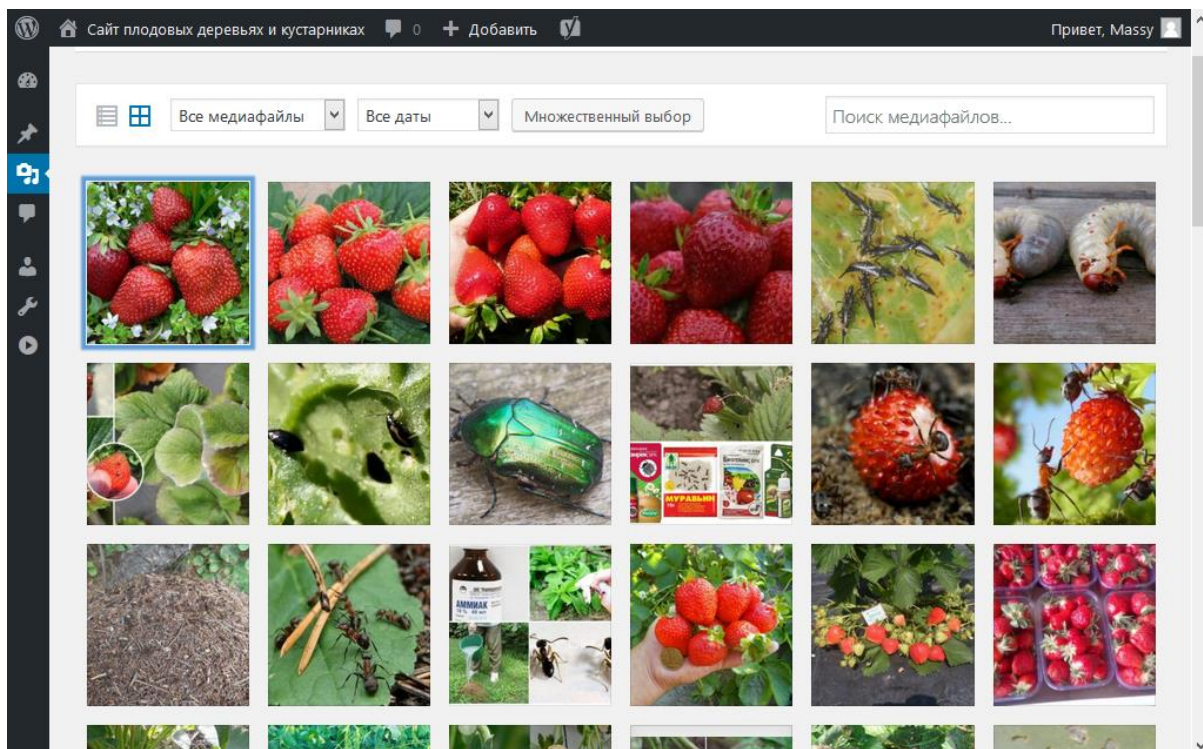 Сайт плодовых деревьях и кустарниках 0 + Добавить Привет, Massy
Все медиафайлы Все даты Множественный выбор Поиск медиафайлов...
МУРАВЬИН
АММИАК